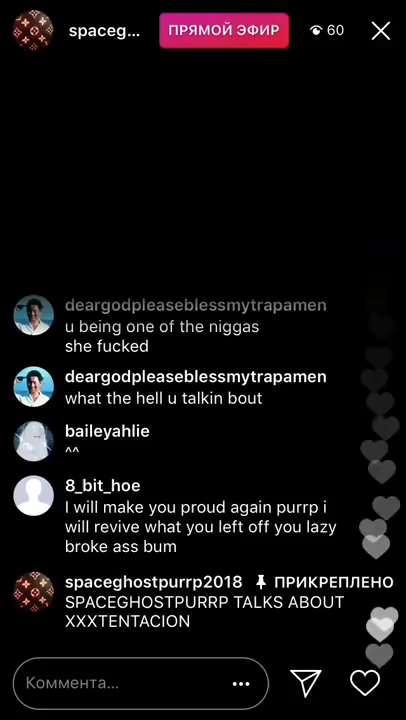 spaceg...
ПРЯМОЙ ЭФИР
60
deargodpleaseblessmytrapamen
u being one of the niggas
she fucked
deargodpleaseblessmytrapamen
what the hell u talkin bout
baileyahlie
^^
8_bit_hoe
I will make you proud again purrp i
will revive what you left off you lazy
broke ass bum
spaceghostpurrp2018 ПРИКРЕПЛЕНО
SPACEGHOSTPURRP TALKS ABOUT
XXXTENTACION
Коммента...